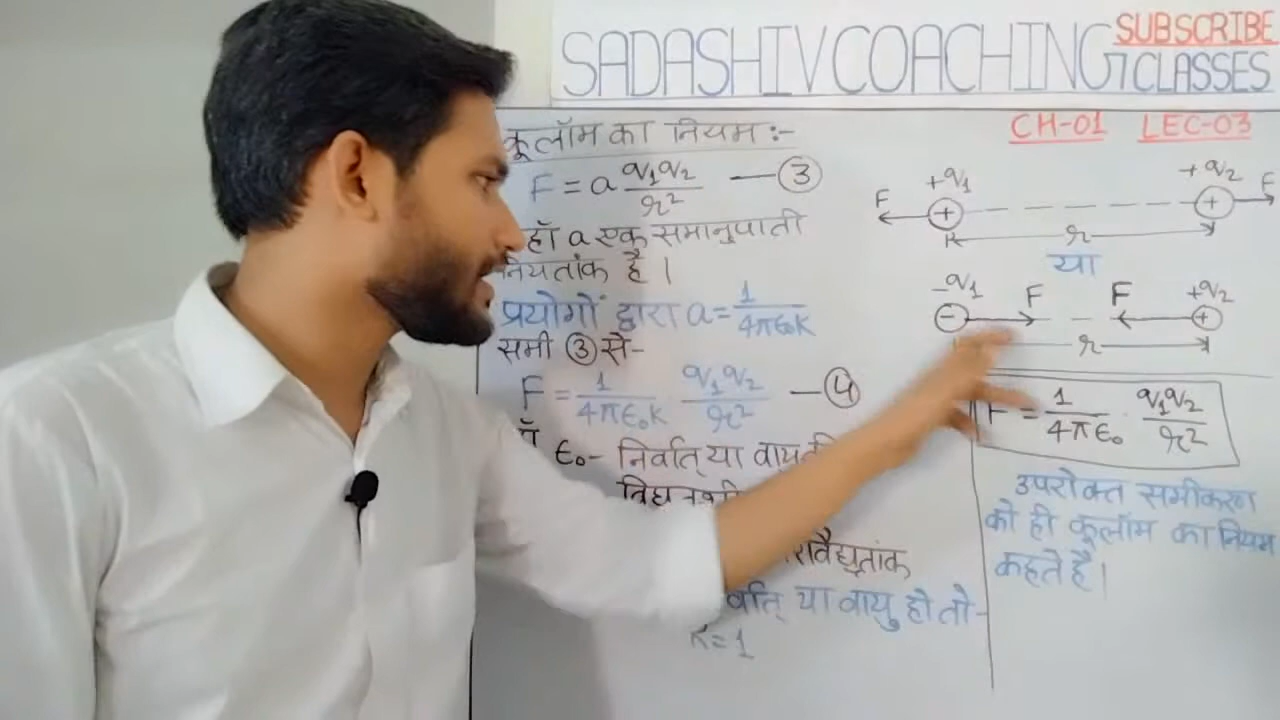 SADASHIV COACHING CLASSES
SUBSCRIBE
CH-01 LEC-03
कूलॉम का नियम :-
F = a q1q2/r² — ③
a एक समानुपाती
नियतांक है।
प्रयोगों द्वारा a = 1/4πϵ₀K
समी ③ से-
F = 1/4πϵ₀K q1q2/r² — ④
ϵ₀ - निर्वात् या वायु
या वायु हो तो-
K = 1
+q1 +q2
F + + F
r
या
-q1 F F +q2
- +
r
F = 1/4πϵ₀ · q1q2/r²
उपरोक्त समीकरण
को ही कूलॉम का नियम
कहते है।